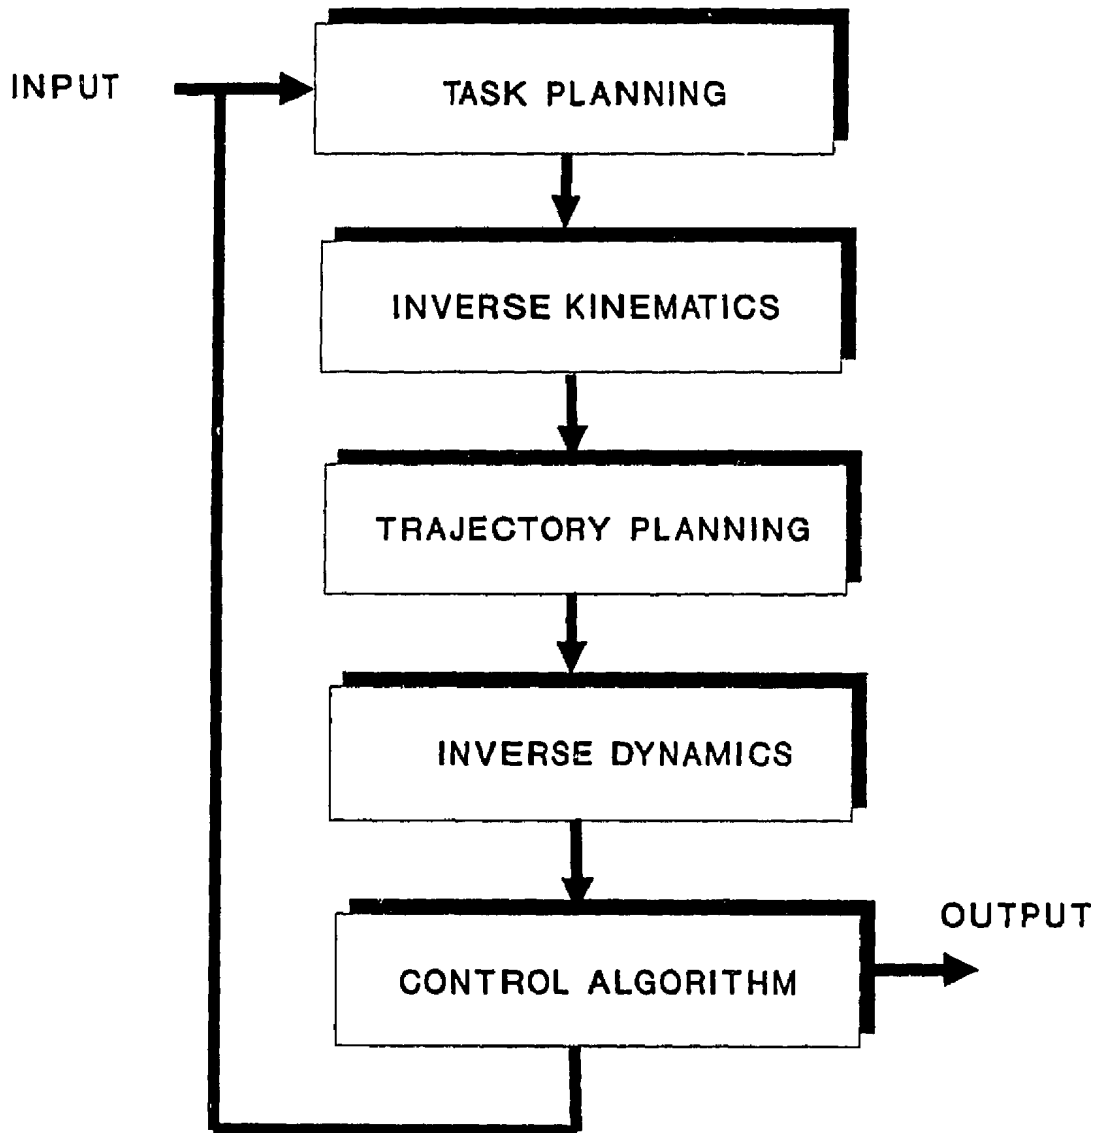 INPUT
TASK PLANNING
INVERSE KINEMATICS
TRAJECTORY PLANNING
INVERSE DYNAMICS
OUTPUT
CONTROL ALGORITHM